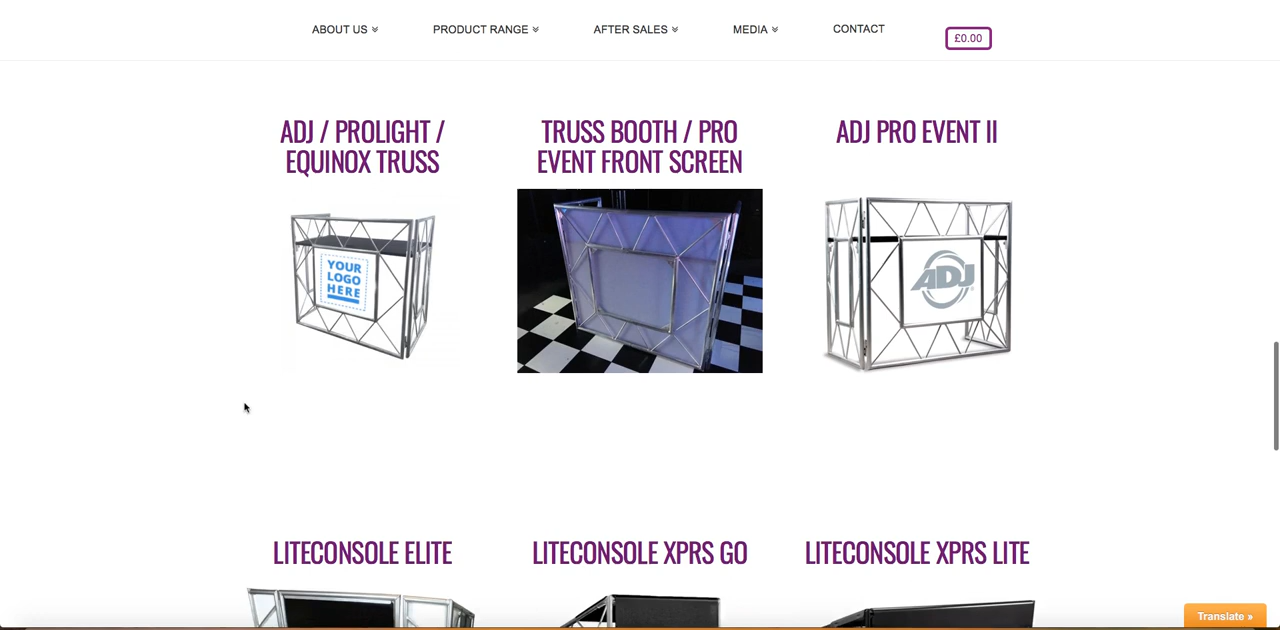 ABOUT US
PRODUCT RANGE
AFTER SALES
MEDIA
CONTACT
£0.00
ADJ / PROLIGHT /
EQUINOX TRUSS
TRUSS BOOTH / PRO
EVENT FRONT SCREEN
ADJ PRO EVENT II
YOUR
LOGO
HERE
ADJ
LITECONSOLE ELITE
LITECONSOLE XPRS GO
LITECONSOLE XPRS LITE
Translate »